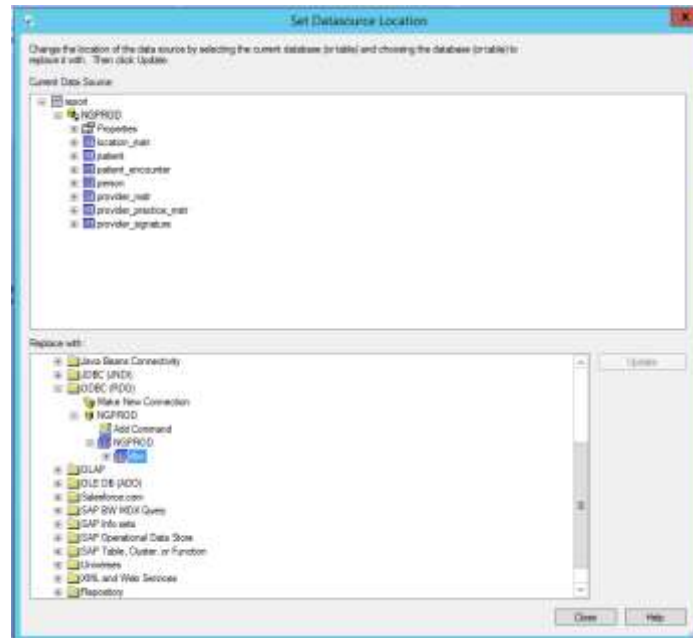 Set Datasource Location
Change the location of the data source by selecting the current database (or table) and choosing the database (or table) to
replace it with. Then click Update.
Current Data Source:
report
NGPROD
Properties
location_mstr
patient
patient_encounter
person
provider_mstr
provider_practice_mstr
provider_signature
Replace with:
Java Beans Connectivity
JDBC (JNDI)
ODBC (RDO)
Make New Connection
NGPROD
Add Command
NGPROD
dbo
OLAP
OLE DB (ADO)
Salesforce.com
SAP BW MDX Query
SAP Info sets
SAP Operational Data Store
SAP Table, Cluster, or Function
Universes
XML and Web Services
Repository
Update
Close
Help